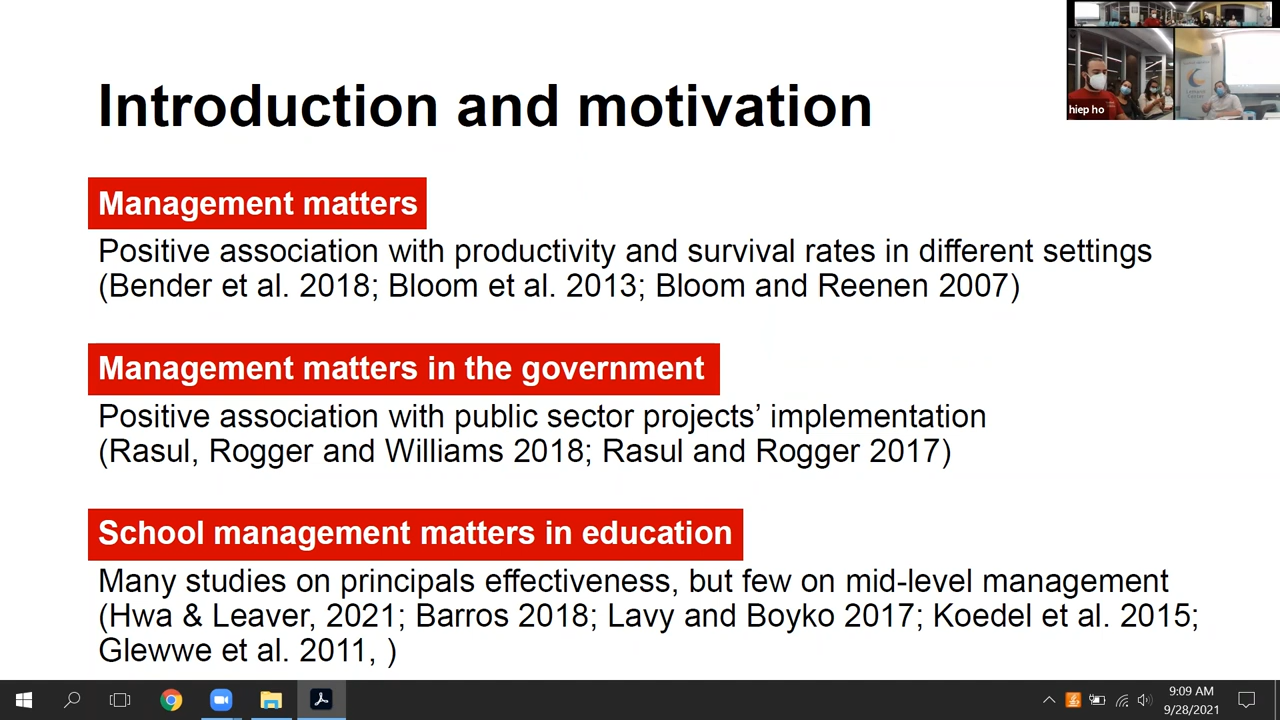 Introduction and motivation
hiep ho
Management matters
Positive association with productivity and survival rates in different settings
(Bender et al. 2018; Bloom et al. 2013; Bloom and Reenen 2007)
Management matters in the government
Positive association with public sector projects’ implementation
(Rasul, Rogger and Williams 2018; Rasul and Rogger 2017)
School management matters in education
Many studies on principals effectiveness, but few on mid-level management
(Hwa & Leaver, 2021; Barros 2018; Lavy and Boyko 2017; Koedel et al. 2015;
Glewwe et al. 2011, )
9:09 AM
9/28/2021